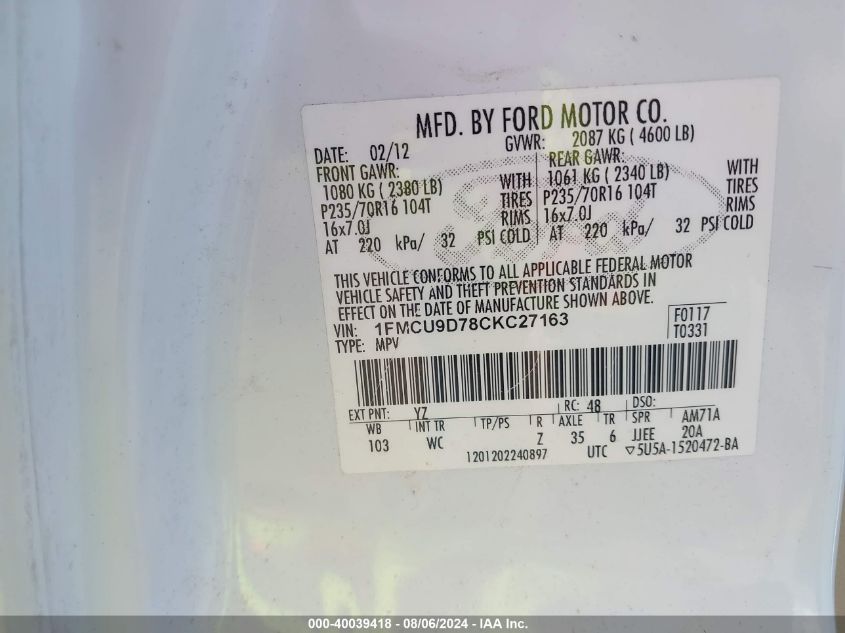 MFD. BY FORD MOTOR CO.
DATE: 02/12 GVWR: 2087 KG ( 4600 LB)
FRONT GAWR: REAR GAWR:
1080 KG ( 2380 LB) WITH 1061 KG ( 2340 LB) WITH
P235/70R16 104T TIRES P235/70R16 104T TIRES
16x7.0J RIMS 16x7.0J RIMS
AT 220 kPa/ 32 PSI COLD AT 220 kPa/ 32 PSI COLD
THIS VEHICLE CONFORMS TO ALL APPLICABLE FEDERAL MOTOR
VEHICLE SAFETY AND THEFT PREVENTION STANDARDS IN
EFFECT ON THE DATE OF MANUFACTURE SHOWN ABOVE.
VIN: 1FMCU9D78CKC27163 F0117
TYPE: MPV T0331
EXT PNT: YZ RC: 48 DSO:
WB INT TR TP/PS R AXLE TR SPR AM71A
103 WC Z 35 6 JJEE 20A
1201202240897 UTC ▽5U5A-1520472-BA
000-40039418 - 08/06/2024 - IAA Inc.